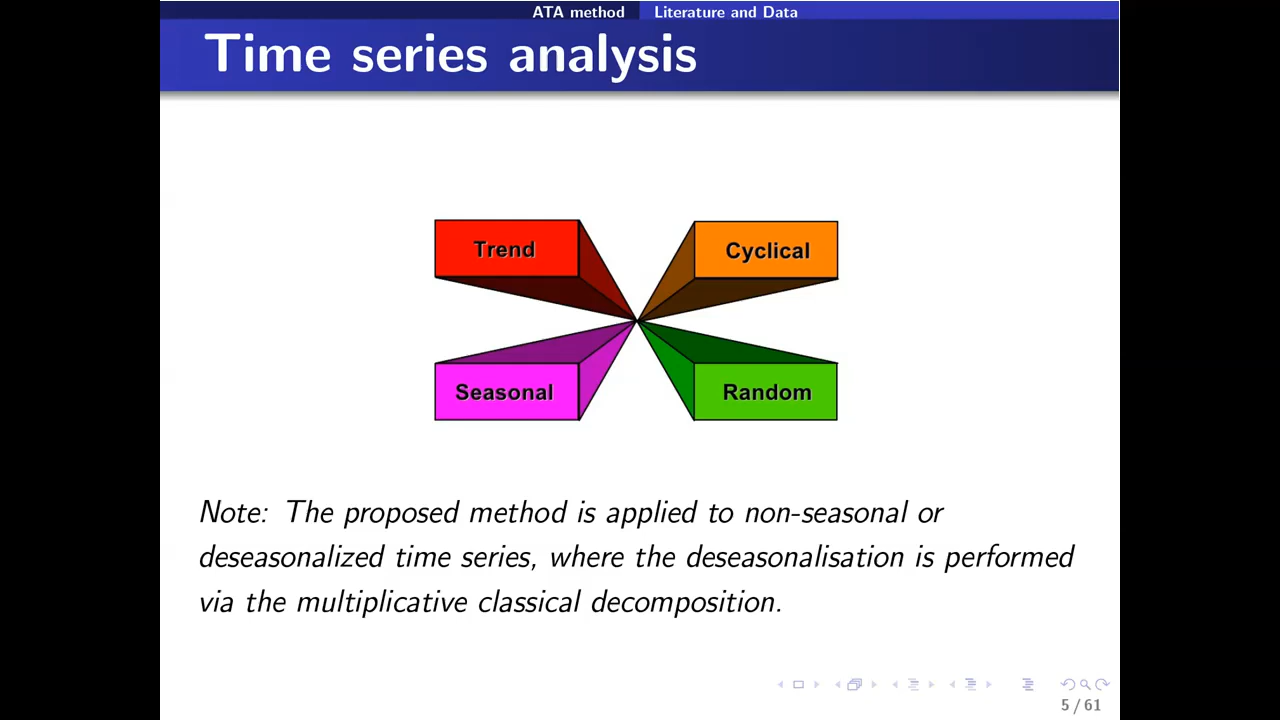 ATA method
Literature and Data
Time series analysis
Trend
Cyclical
Seasonal
Random
Note: The proposed method is applied to non-seasonal or
deseasonalized time series, where the deseasonalisation is performed
via the multiplicative classical decomposition.
5 / 61